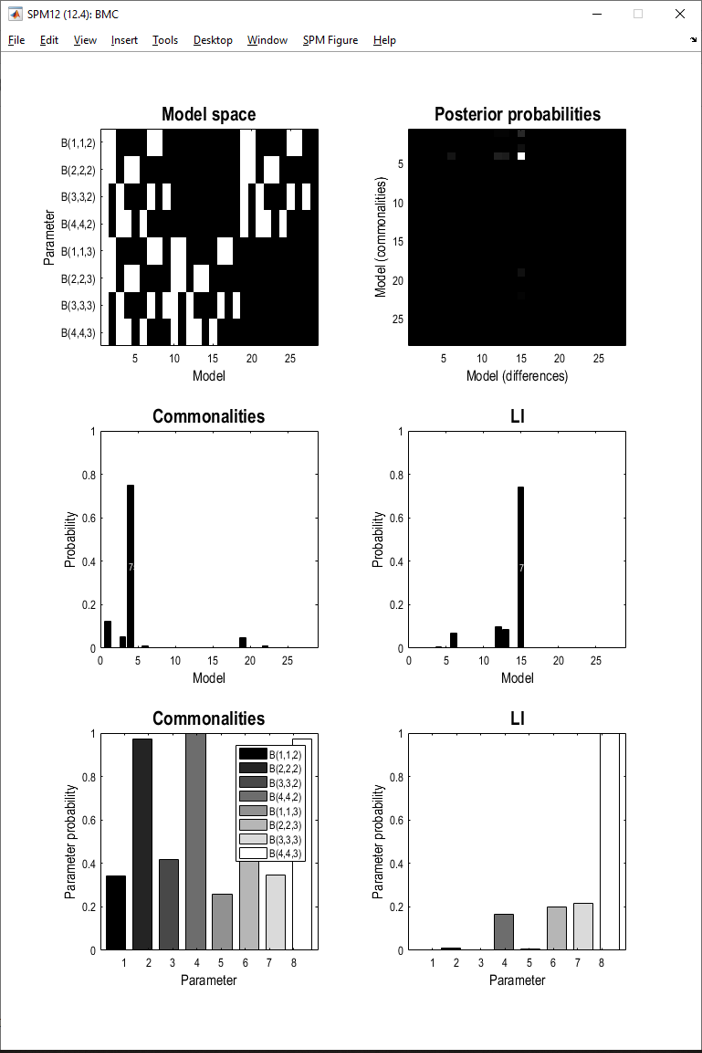 SPM12 (12.4): BMC
File Edit View Insert Tools Desktop Window SPM Figure Help
Model space
Parameter
B(1,1,2)
B(2,2,2)
B(3,3,2)
B(4,4,2)
B(1,1,3)
B(2,2,3)
B(3,3,3)
B(4,4,3)
5 10 15 20 25
Model
Posterior probabilities
Model (commonalities)
5
10
15
20
25
5 10 15 20 25
Model (differences)
Commonalities
Probability
1
0.8
0.6
0.4
0.2
0
7
0 5 10 15 20 25
Model
LI
Probability
1
0.8
0.6
0.4
0.2
0
7
0 5 10 15 20 25
Model
Commonalities
Parameter probability
1
0.8
0.6
0.4
0.2
0
B(1,1,2)
B(2,2,2)
B(3,3,2)
B(4,4,2)
B(1,1,3)
B(2,2,3)
B(3,3,3)
B(4,4,3)
1 2 3 4 5 6 7 8
Parameter
LI
Parameter probability
1
0.8
0.6
0.4
0.2
0
1 2 3 4 5 6 7 8
Parameter